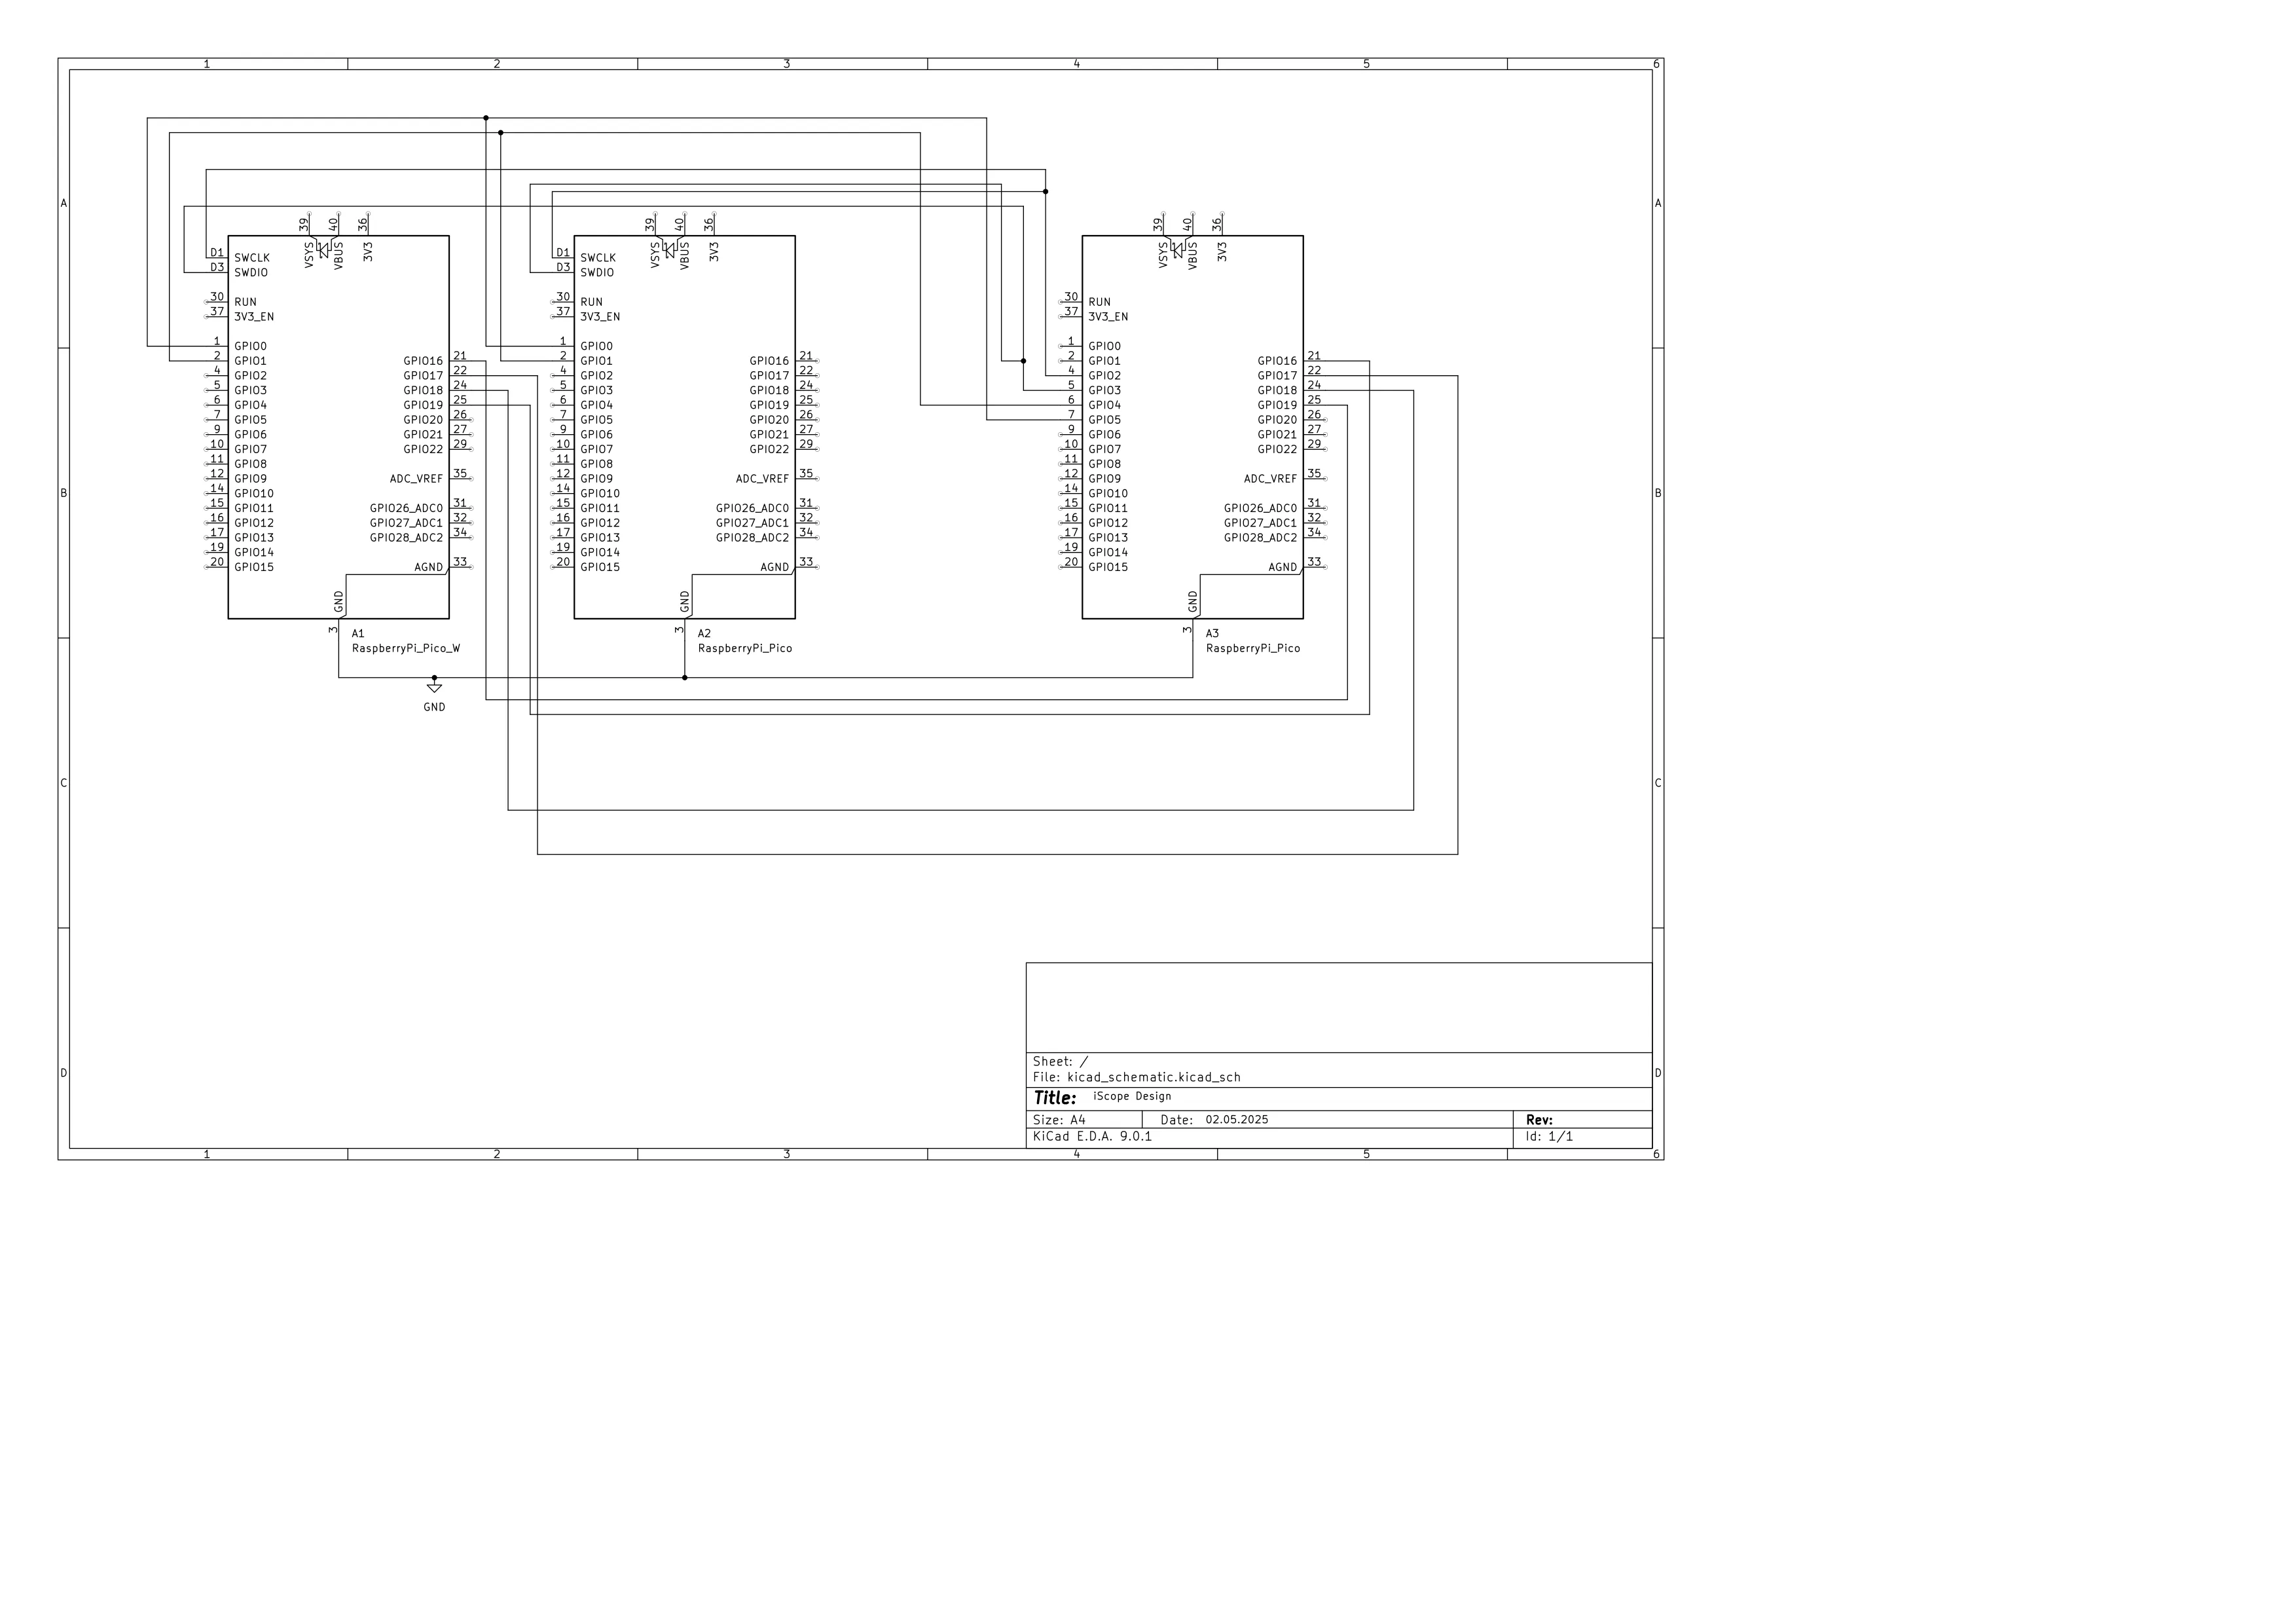 1 2 3 4 5 6
A A
39 40 36
VSYS VBUS 3V3
D1 SWCLK
D3 SWDIO
30 RUN
37 3V3_EN
1 GPIO0
2 GPIO1 GPIO16 21
4 GPIO2 GPIO17 22
5 GPIO3 GPIO18 24
6 GPIO4 GPIO19 25
7 GPIO5 GPIO20 26
9 GPIO6 GPIO21 27
10 GPIO7 GPIO22 29
11 GPIO8
12 GPIO9 ADC_VREF 35
14 GPIO10
15 GPIO11 GPIO26_ADC0 31
16 GPIO12 GPIO27_ADC1 32
17 GPIO13 GPIO28_ADC2 34
19 GPIO14
20 GPIO15 AGND 33
GND
3
A1
RaspberryPi_Pico_W
39 40 36
VSYS VBUS 3V3
D1 SWCLK
D3 SWDIO
30 RUN
37 3V3_EN
1 GPIO0
2 GPIO1 GPIO16 21
4 GPIO2 GPIO17 22
5 GPIO3 GPIO18 24
6 GPIO4 GPIO19 25
7 GPIO5 GPIO20 26
9 GPIO6 GPIO21 27
10 GPIO7 GPIO22 29
11 GPIO8
12 GPIO9 ADC_VREF 35
14 GPIO10
15 GPIO11 GPIO26_ADC0 31
16 GPIO12 GPIO27_ADC1 32
17 GPIO13 GPIO28_ADC2 34
19 GPIO14
20 GPIO15 AGND 33
GND
3
A2
RaspberryPi_Pico
39 40 36
VSYS VBUS 3V3
30 RUN
37 3V3_EN
1 GPIO0
2 GPIO1 GPIO16 21
4 GPIO2 GPIO17 22
5 GPIO3 GPIO18 24
6 GPIO4 GPIO19 25
7 GPIO5 GPIO20 26
9 GPIO6 GPIO21 27
10 GPIO7 GPIO22 29
11 GPIO8
12 GPIO9 ADC_VREF 35
14 GPIO10
15 GPIO11 GPIO26_ADC0 31
16 GPIO12 GPIO27_ADC1 32
17 GPIO13 GPIO28_ADC2 34
19 GPIO14
20 GPIO15 AGND 33
GND
3
A3
RaspberryPi_Pico
B B
GND
C C
D D
Sheet: /
File: kicad_schematic.kicad_sch
Title: iScope Design
Size: A4 Date: 02.05.2025 Rev:
KiCad E.D.A. 9.0.1 Id: 1/1
1 2 3 4 5 6